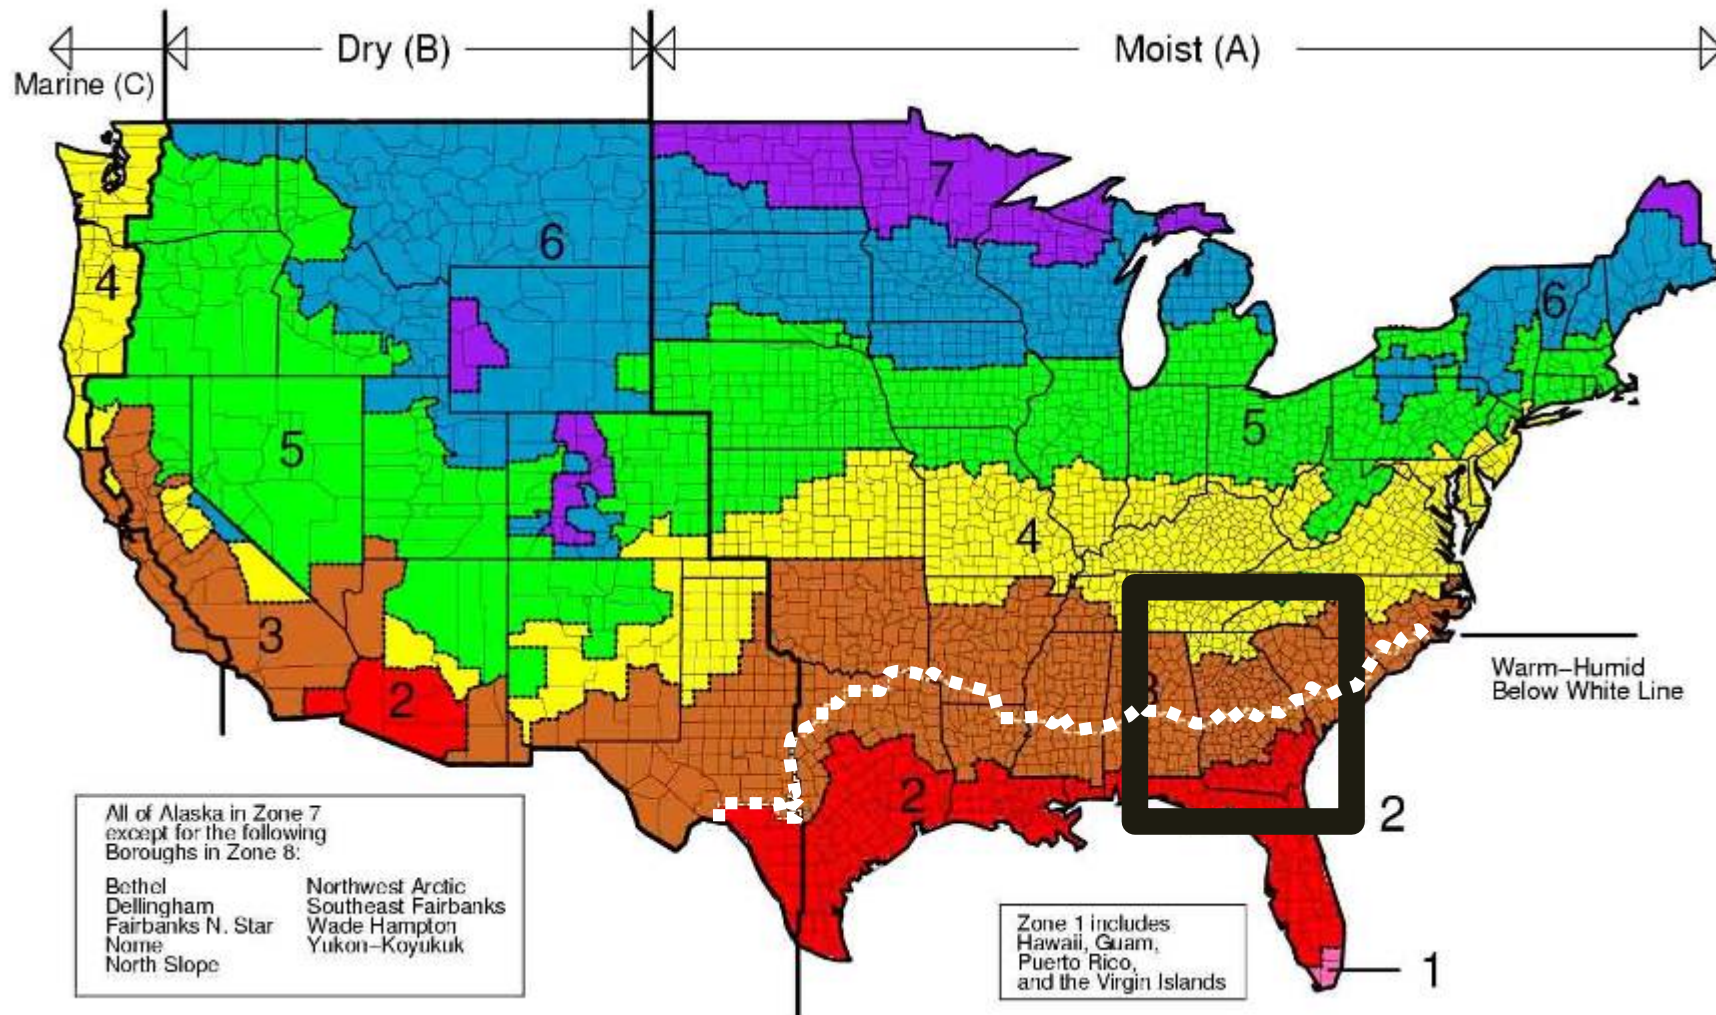 Dry (B)
Moist (A)
Marine (C)
7
6
4
6
5
5
4
3
3
2
Warm−Humid
Below White Line
2
2
All of Alaska in Zone 7
except for the following
Boroughs in Zone 8:
Bethel
Dellingham
Fairbanks N. Star
Nome
North Slope
Northwest Arctic
Southeast Fairbanks
Wade Hampton
Yukon−Koyukuk
Zone 1 includes
Hawaii, Guam,
Puerto Rico,
and the Virgin Islands
1